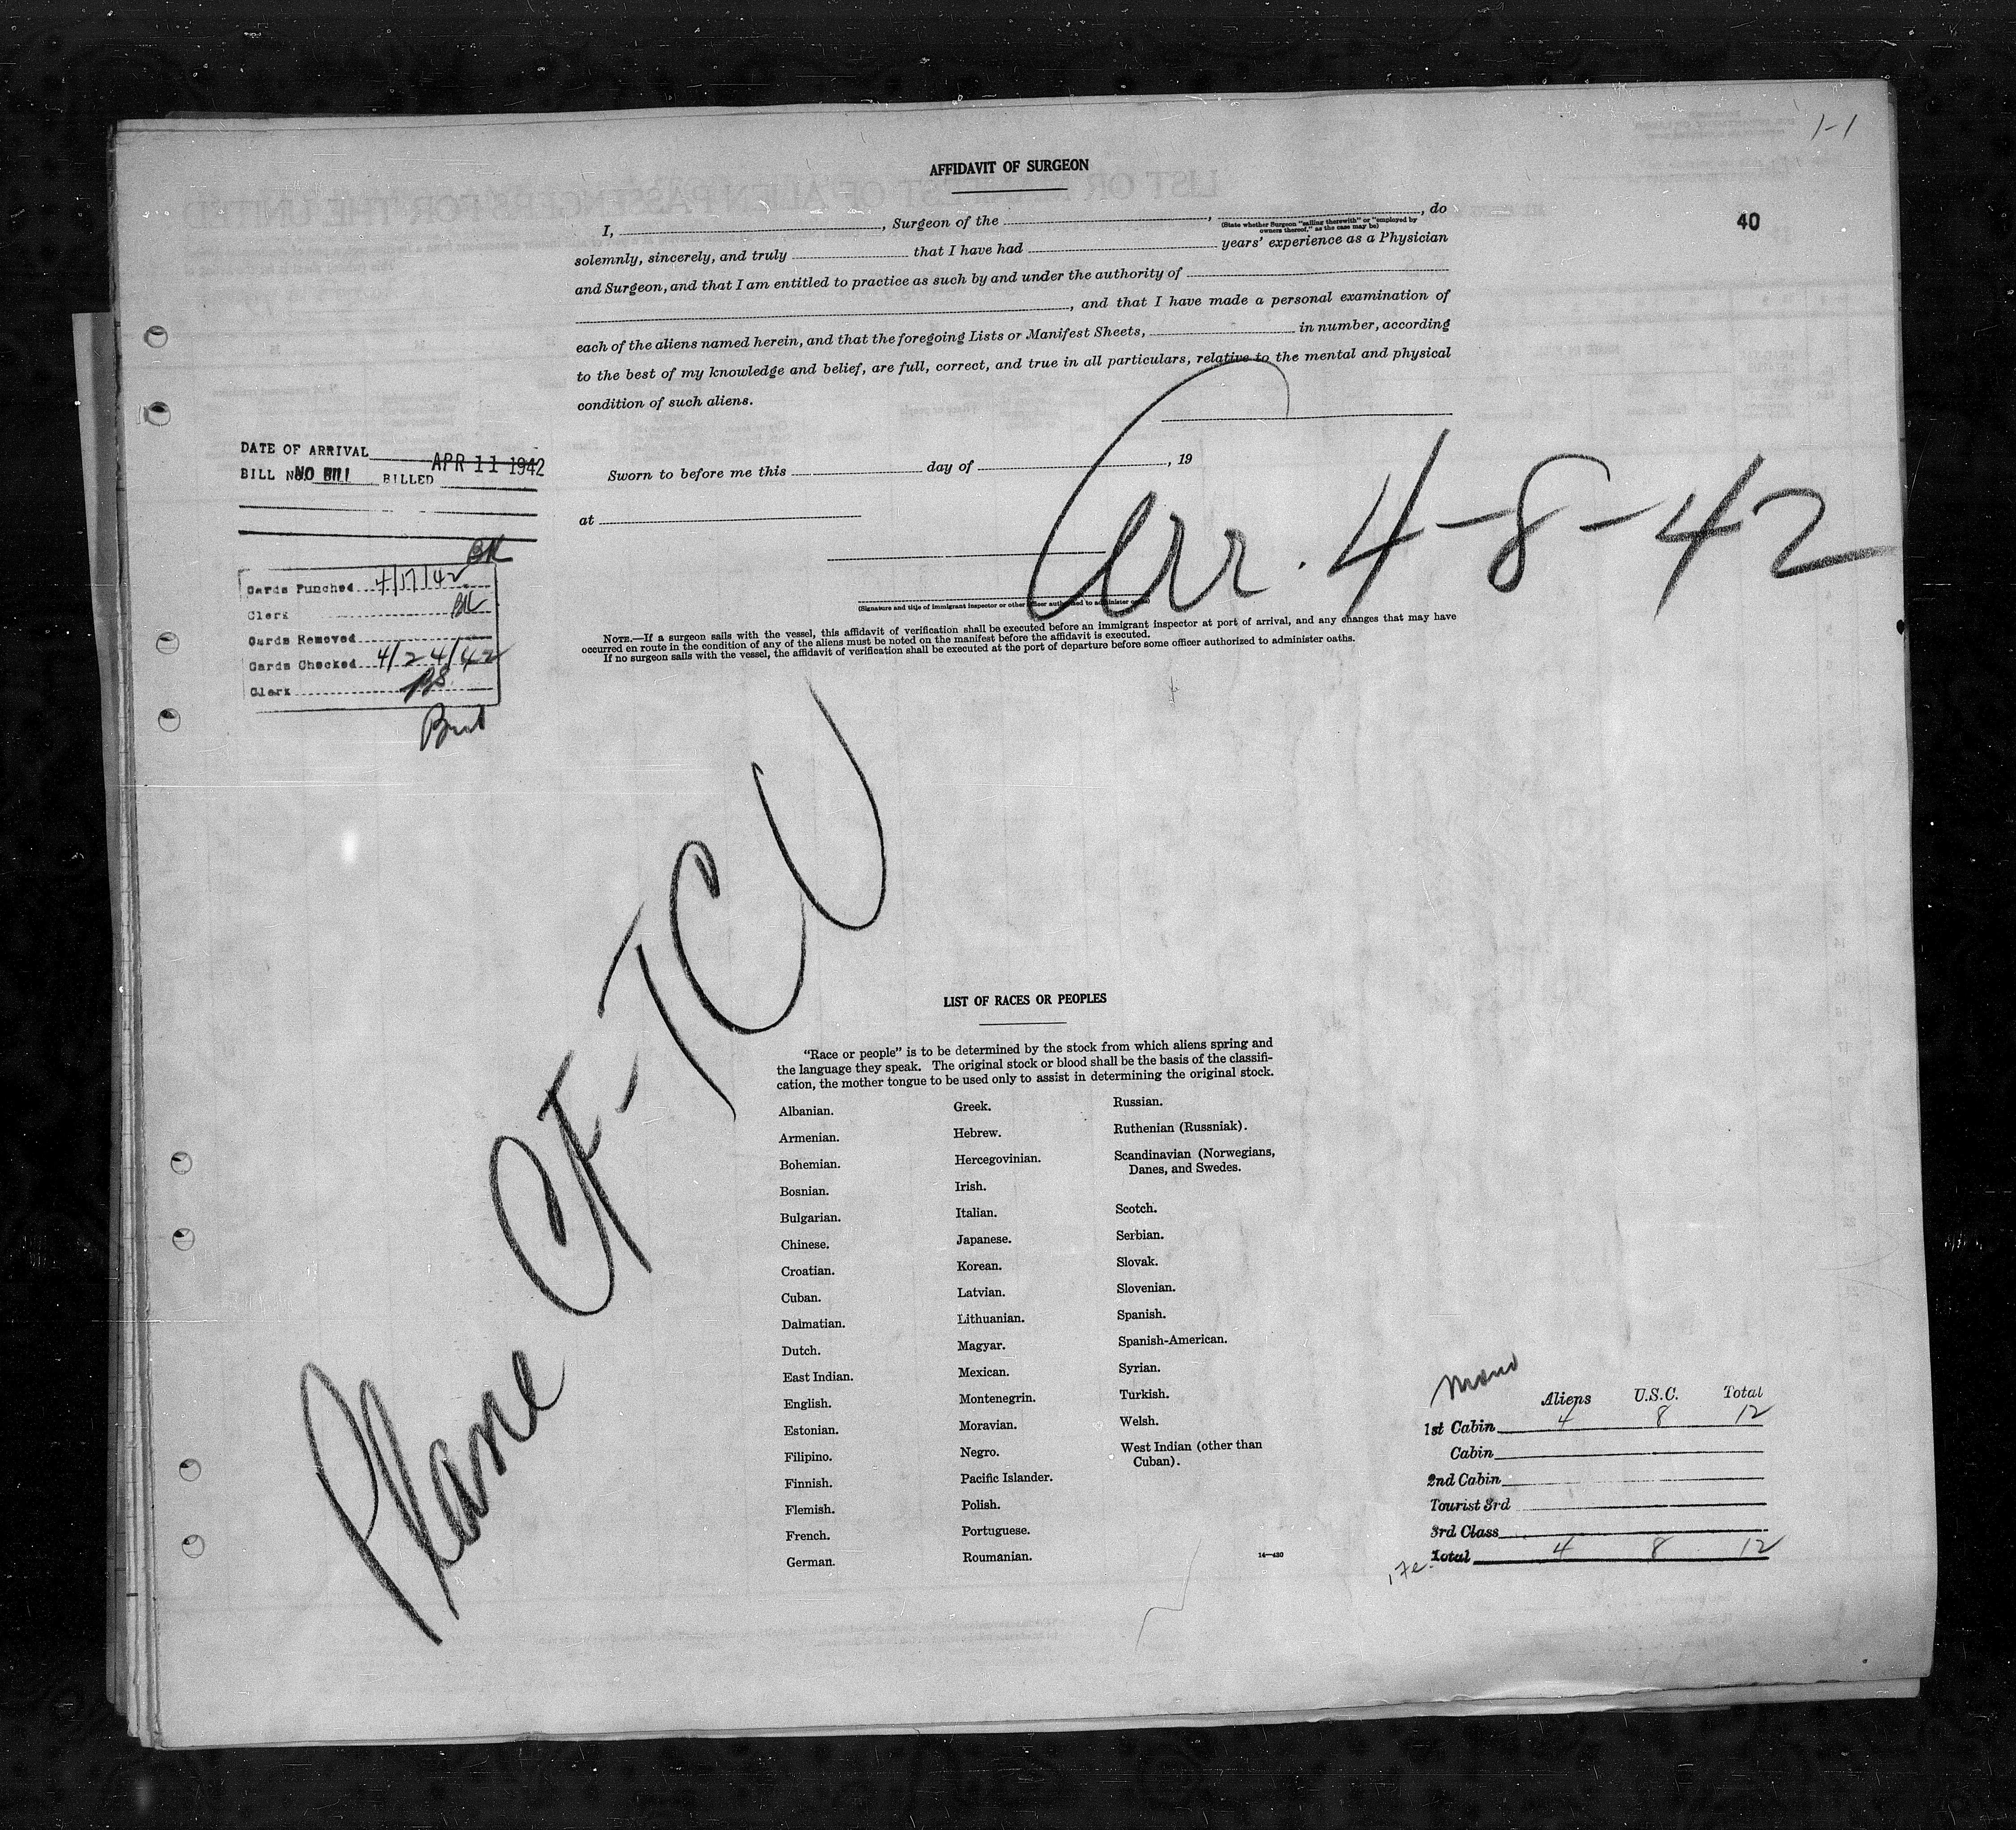 1-1
40
AFFIDAVIT OF SURGEON
I, , Surgeon of the , , do
(State whether Surgeon "sailing therewith" or "employed by owners thereof," as the case may be)
solemnly, sincerely, and truly that I have had years' experience as a Physician
and Surgeon, and that I am entitled to practice as such by and under the authority of
, and that I have made a personal examination of
each of the aliens named herein, and that the foregoing Lists or Manifest Sheets, in number, according
to the best of my knowledge and belief, are full, correct, and true in all particulars, relative to the mental and physical
condition of such aliens.
DATE OF ARRIVAL APR 11 1942
BILL NO. NO BILL BILLED
Sworn to before me this day of , 19
at
Arr. 4-8-42
(Signature and title of immigrant inspector or other officer authorized to administer oaths)
NOTE.—If a surgeon sails with the vessel, this affidavit of verification shall be executed before an immigrant inspector at port of arrival, and any changes that may have
occurred en route in the condition of any of the aliens must be noted on the manifest before the affidavit is executed.
If no surgeon sails with the vessel, the affidavit of verification shall be executed at the port of departure before some officer authorized to administer oaths.
Cards Punched 4/17/42
Clerk
Cards Removed
Cards Checked 4/24/42
Clerk
Plane CF-TCU
LIST OF RACES OR PEOPLES
"Race or people" is to be determined by the stock from which aliens spring and
the language they speak. The original stock or blood shall be the basis of the classifi-
cation, the mother tongue to be used only to assist in determining the original stock.
Albanian.
Armenian.
Bohemian.
Bosnian.
Bulgarian.
Chinese.
Croatian.
Cuban.
Dalmatian.
Dutch.
East Indian.
English.
Estonian.
Filipino.
Finnish.
Flemish.
French.
German.
Greek.
Hebrew.
Hercegovinian.
Irish.
Italian.
Japanese.
Korean.
Latvian.
Lithuanian.
Magyar.
Mexican.
Montenegrin.
Moravian.
Negro.
Pacific Islander.
Polish.
Portuguese.
Roumanian.
Russian.
Ruthenian (Russniak).
Scandinavian (Norwegians,
Danes, and Swedes.
Scotch.
Serbian.
Slovak.
Slovenian.
Spanish.
Spanish-American.
Syrian.
Turkish.
Welsh.
West Indian (other than
Cuban).
14—430
Aliens U.S.C. Total
1st Cabin 4 8 12
Cabin
2nd Cabin
Tourist 3rd
3rd Class
Total 4 8 12